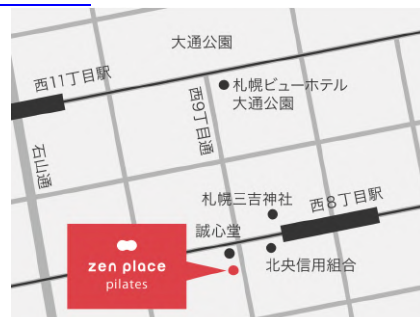 大通公園
西11丁目駅
札幌ビューホテル
大通公園
西9丁目通
石山通
札幌三吉神社
西8丁目駅
誠心堂
北央信用組合
zen place
pilates